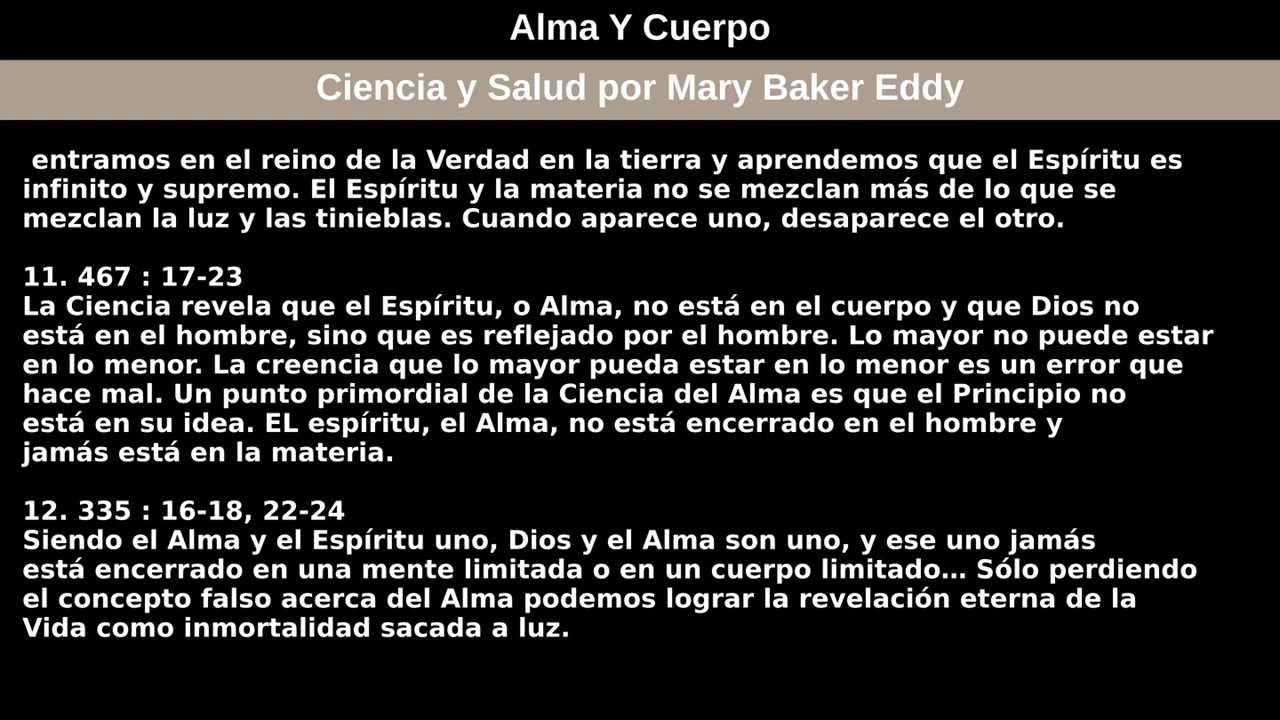 Alma Y Cuerpo
Ciencia y Salud por Mary Baker Eddy
entramos en el reino de la Verdad en la tierra y aprendemos que el Espíritu es
infinito y supremo. El Espíritu y la materia no se mezclan más de lo que se
mezclan la luz y las tinieblas. Cuando aparece uno, desaparece el otro.
11. 467 : 17-23
La Ciencia revela que el Espíritu, o Alma, no está en el cuerpo y que Dios no
está en el hombre, sino que es reflejado por el hombre. Lo mayor no puede estar
en lo menor. La creencia que lo mayor pueda estar en lo menor es un error que
hace mal. Un punto primordial de la Ciencia del Alma es que el Principio no
está en su idea. EL espíritu, el Alma, no está encerrado en el hombre y
jamás está en la materia.
12. 335 : 16-18, 22-24
Siendo el Alma y el Espíritu uno, Dios y el Alma son uno, y ese uno jamás
está encerrado en una mente limitada o en un cuerpo limitado… Sólo perdiendo
el concepto falso acerca del Alma podemos lograr la revelación eterna de la
Vida como inmortalidad sacada a luz.